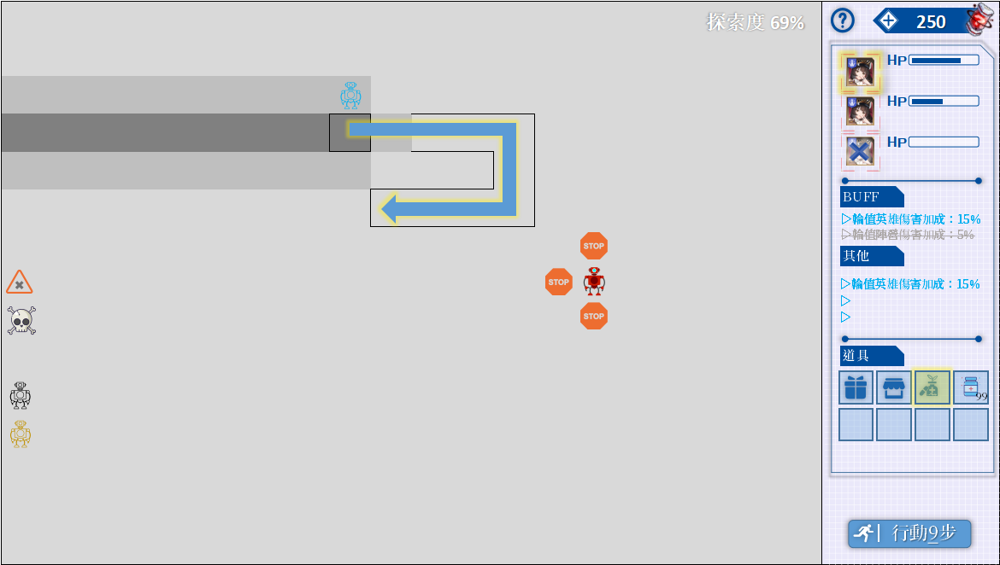 探索度 69%
?
250
HP
HP
HP
BUFF
▷輪值英雄傷害加成：15%
▷輪值陣營傷害加成：5%
其他
▷輪值英雄傷害加成：15%
▷
▷
道具
99
STOP
STOP
STOP
行動9步